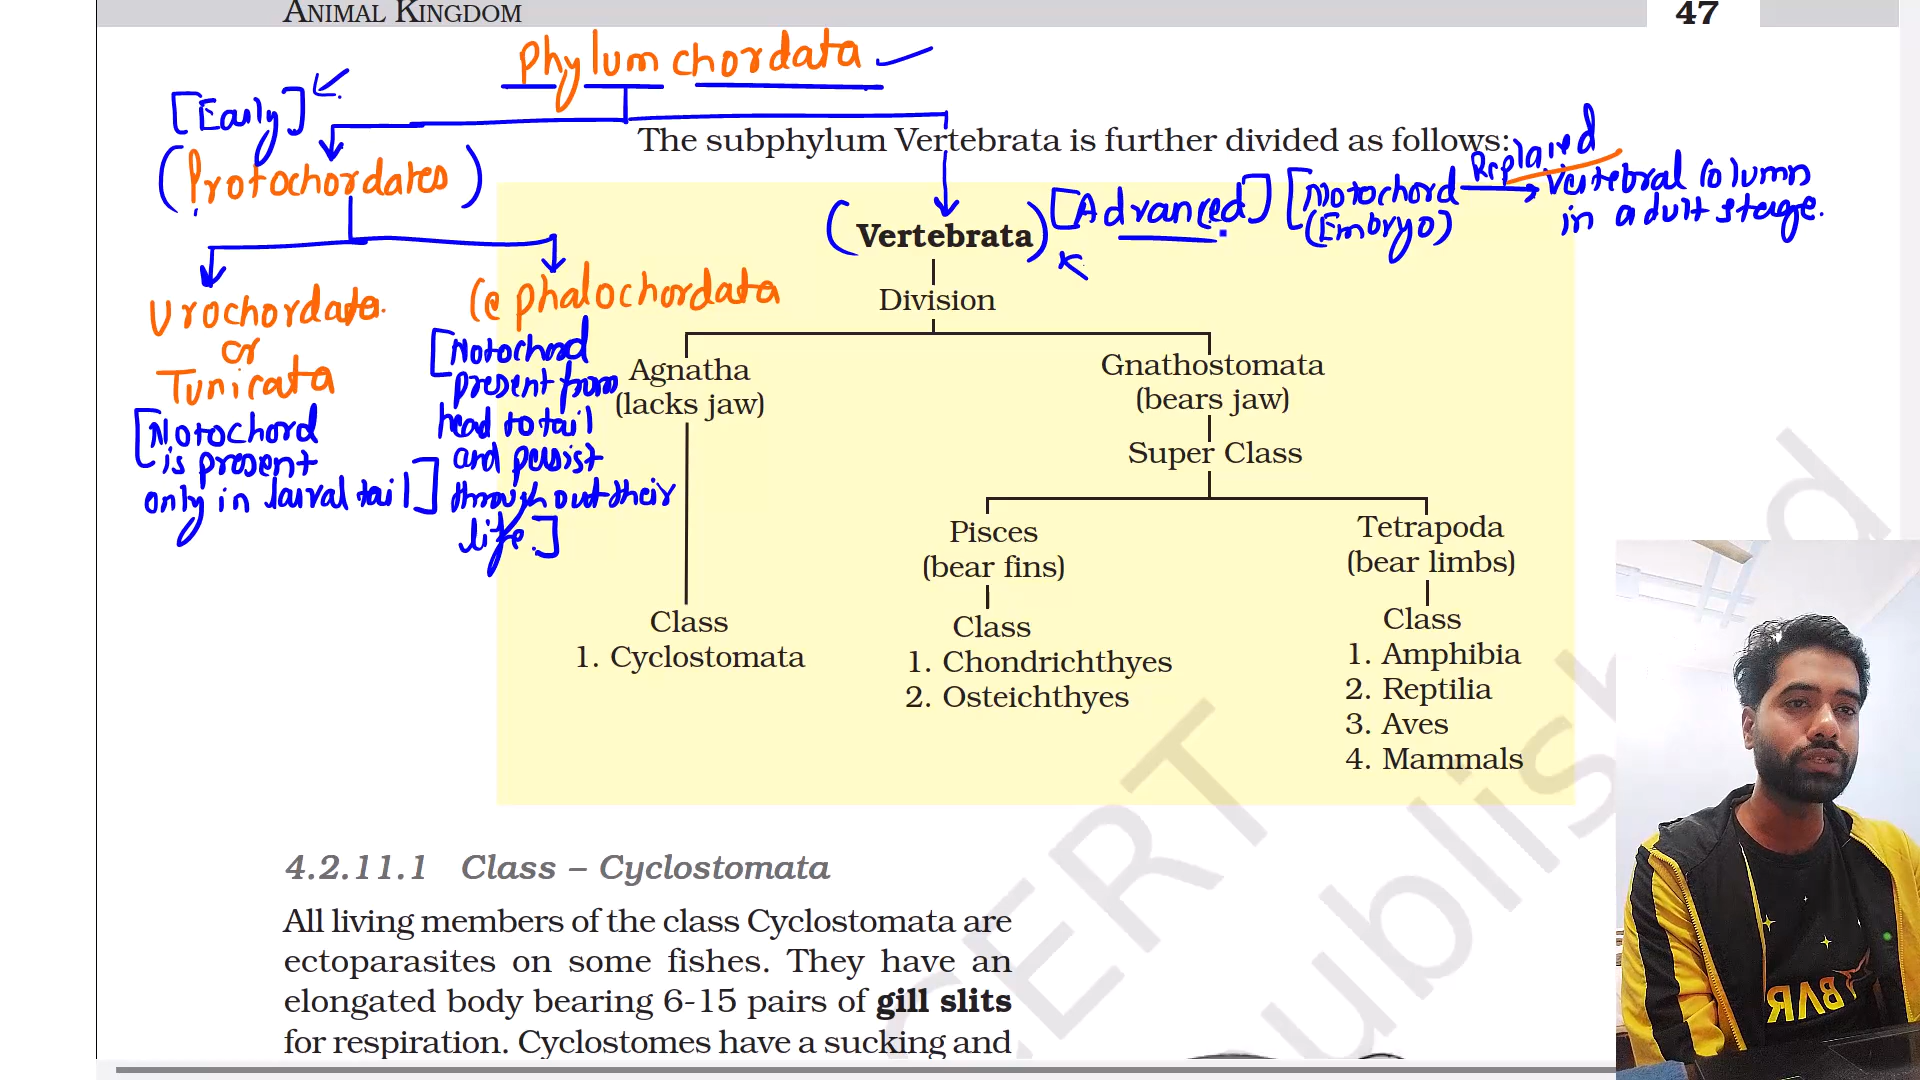 ANIMAL KINGDOM
47
Phylum chordata
[Early]
(Protochordates)
The subphylum Vertebrata is further divided as follows:
(Vertebrata)
[Advanced]
[Notochord
(Embryo)
Replaced
Vertebral column
in adult stage.
Urochordata
or
Tunicata
[Notochord
is present
only in larval tail]
Cephalochordata
[Notochord
present from
head to tail
and persist
throughout their
life.]
Division
Agnatha
(lacks jaw)
Gnathostomata
(bears jaw)
Super Class
Pisces
(bear fins)
Tetrapoda
(bear limbs)
Class
1. Cyclostomata
Class
1. Chondrichthyes
2. Osteichthyes
Class
1. Amphibia
2. Reptilia
3. Aves
4. Mammals
4.2.11.1 Class – Cyclostomata
All living members of the class Cyclostomata are
ectoparasites on some fishes. They have an
elongated body bearing 6-15 pairs of gill slits
for respiration. Cyclostomes have a sucking and